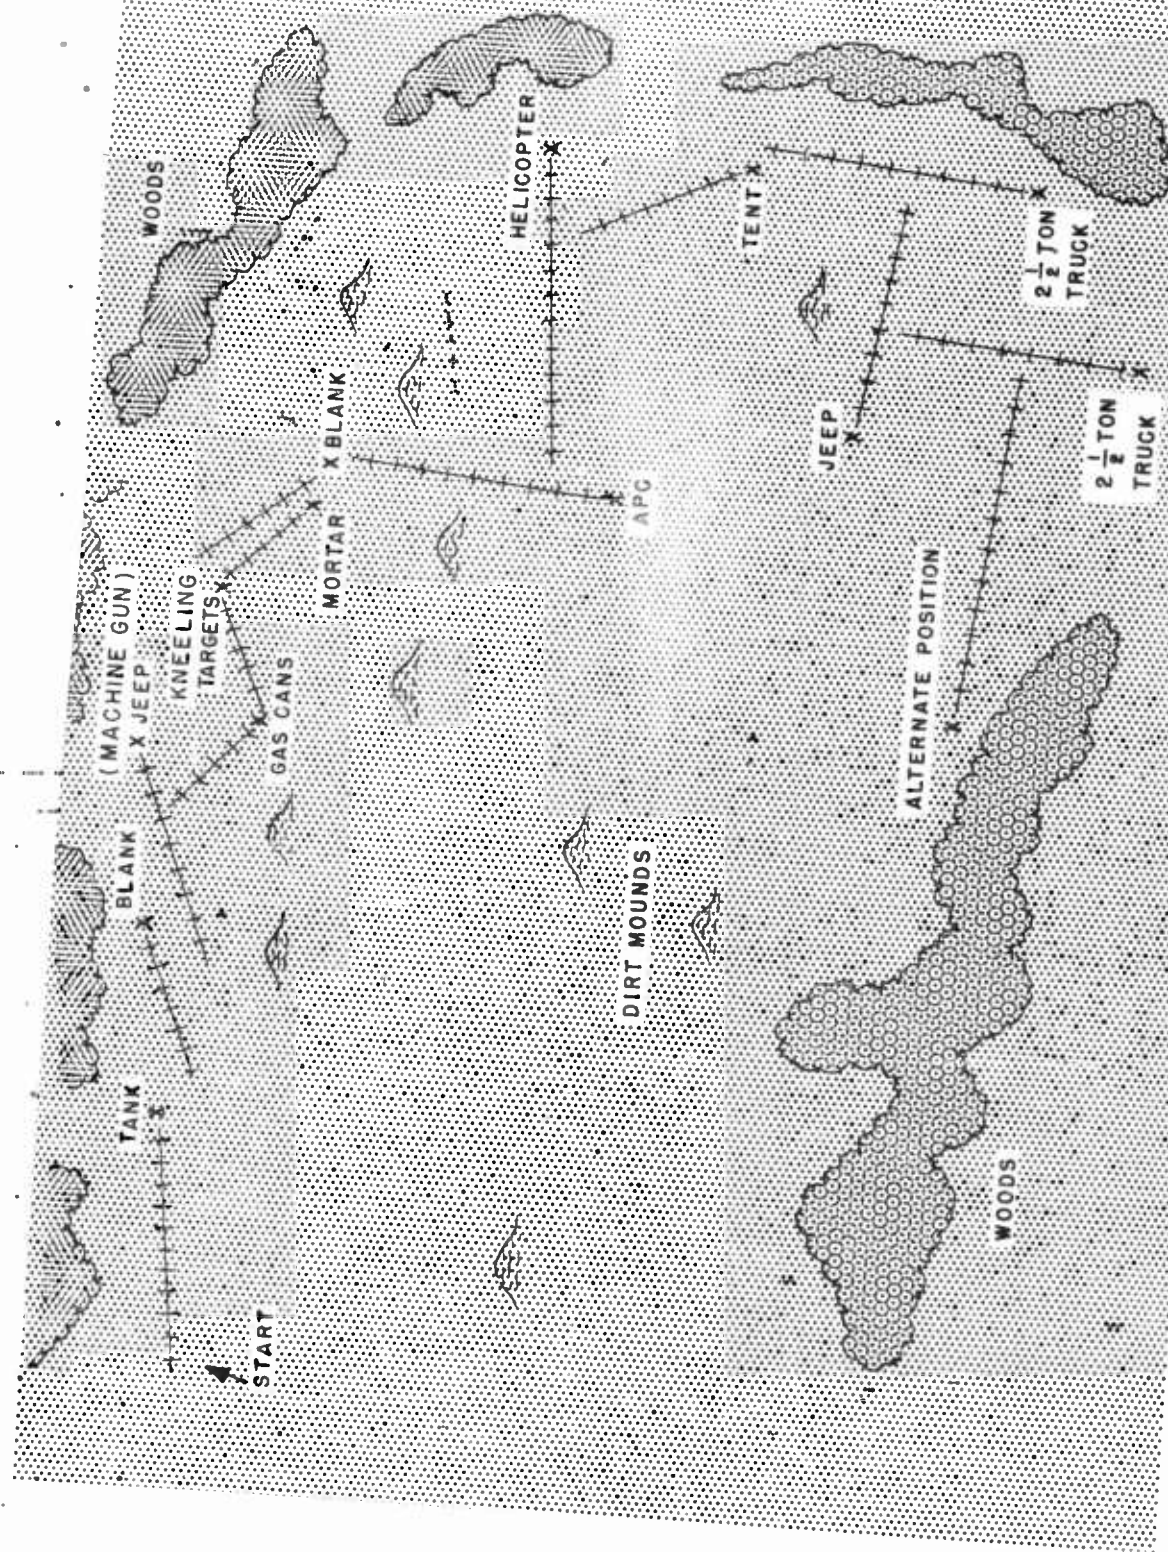 WOODS
HELICOPTER
TENT
2 1/2 TON
TRUCK
X BLANK
MORTAR
APC
JEEP
2 1/2 TON
TRUCK
(MACHINE GUN)
X JEEP
KNEELING
TARGETS
GAS CANS
ALTERNATE POSITION
BLANK
DIRT MOUNDS
TANK
WOODS
START